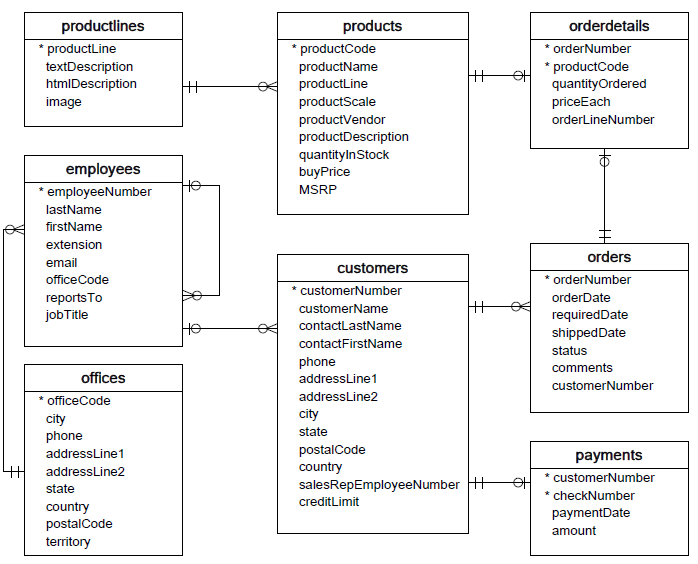 productlines
* productLine
textDescription
htmlDescription
image
products
* productCode
productName
productLine
productScale
productVendor
productDescription
quantityInStock
buyPrice
MSRP
orderdetails
* orderNumber
* productCode
quantityOrdered
priceEach
orderLineNumber
employees
* employeeNumber
lastName
firstName
extension
email
officeCode
reportsTo
jobTitle
customers
* customerNumber
customerName
contactLastName
contactFirstName
phone
addressLine1
addressLine2
city
state
postalCode
country
salesRepEmployeeNumber
creditLimit
orders
* orderNumber
orderDate
requiredDate
shippedDate
status
comments
customerNumber
offices
* officeCode
city
phone
addressLine1
addressLine2
state
country
postalCode
territory
payments
* customerNumber
* checkNumber
paymentDate
amount